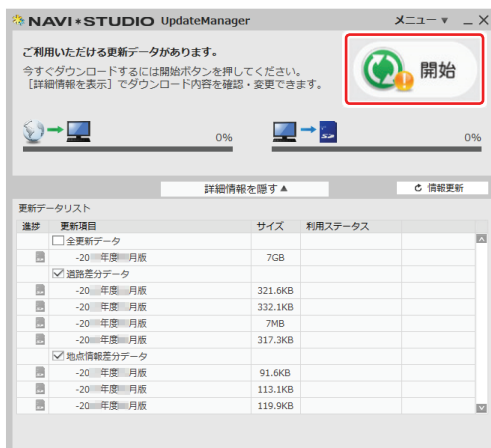 NAVI*STUDIO UpdateManager メニュー ▼ _ X
ご利用いただける更新データがあります。
今すぐダウンロードするには開始ボタンを押してください。
［詳細情報を表示］でダウンロード内容を確認・変更できます。
開始
0% 0%
詳細情報を隠す▲ 情報更新
更新データリスト
進捗 更新項目 サイズ 利用ステータス
全更新データ
-20 年度 月版 7GB
道路差分データ
-20 年度 月版 321.6KB
-20 年度 月版 332.1KB
-20 年度 月版 7MB
-20 年度 月版 317.3KB
地点情報差分データ
-20 年度 月版 91.6KB
-20 年度 月版 113.1KB
-20 年度 月版 119.9KB